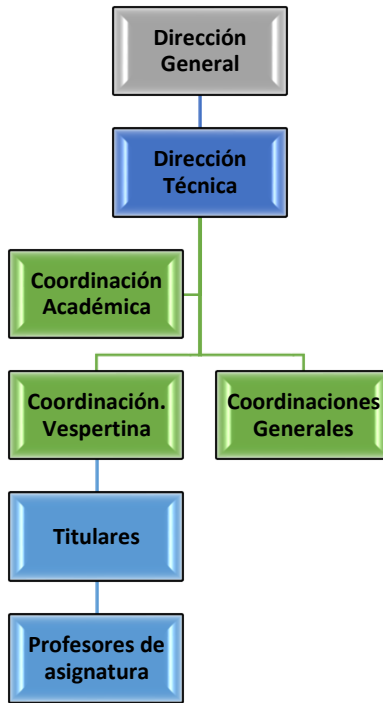 Dirección
General
Dirección
Técnica
Coordinación
Académica
Coordinación.
Vespertina
Coordinaciones
Generales
Titulares
Profesores de
asignatura